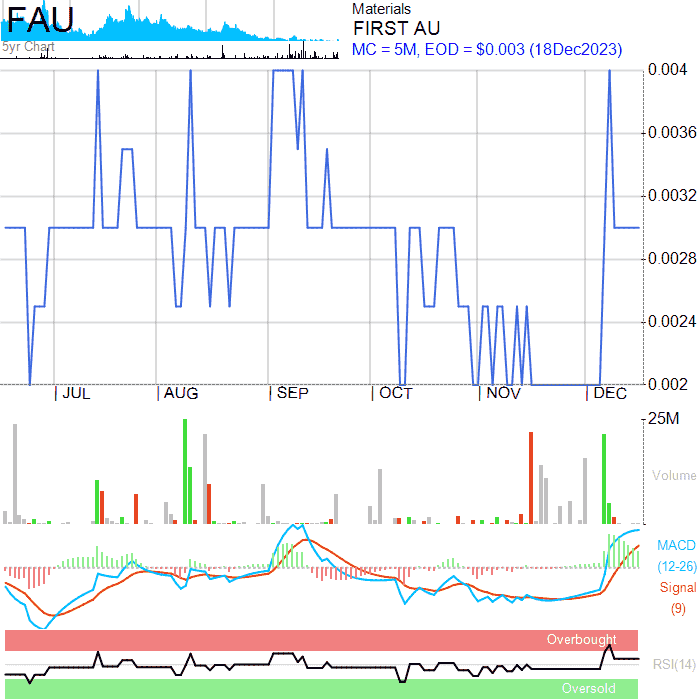 FAU
5yr Chart
Materials
FIRST AU
MC = 5M, EOD = $0.003 (18Dec2023)
0.004
0.0036
0.0032
0.0028
0.0024
0.002
JUL AUG SEP OCT NOV DEC
25M
Volume
MACD
(12-26)
Signal
(9)
Overbought
RSI(14)
Oversold